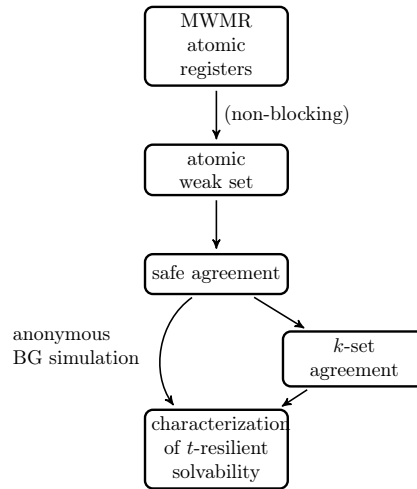 MWMR
atomic
registers
(non-blocking)
atomic
weak set
safe agreement
anonymous
BG simulation
k-set
agreement
characterization
of t-resilient
solvability